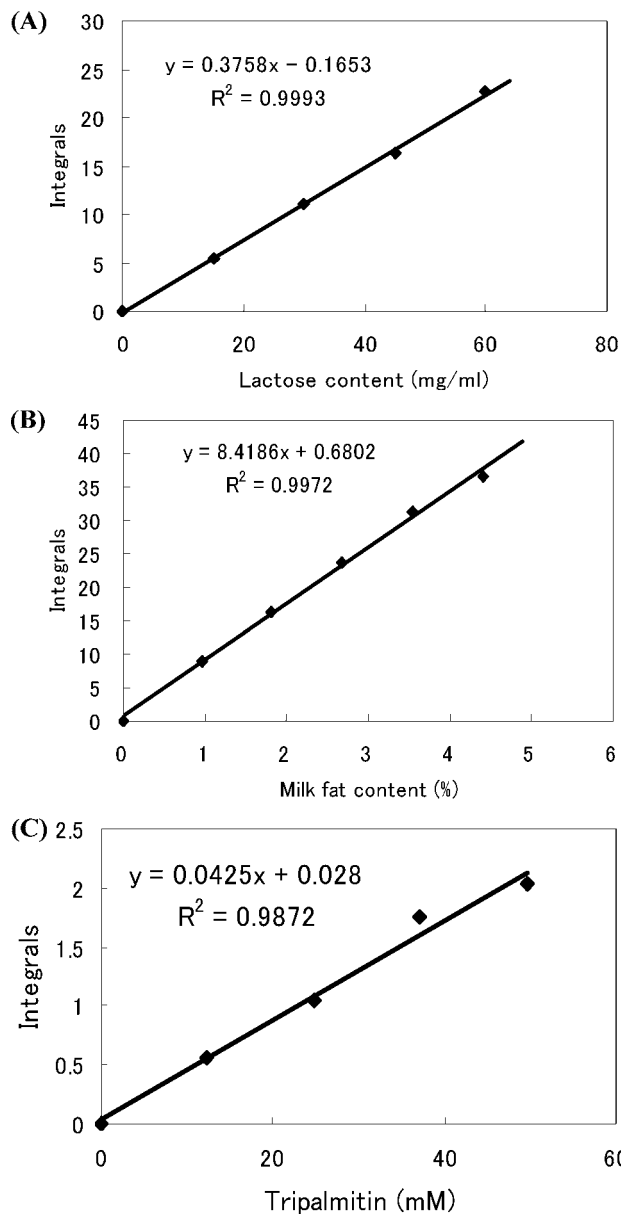 (A)
30
25
20
15
10
5
0
y = 0.3758x − 0.1653
R² = 0.9993
Integrals
0 20 40 60 80
Lactose content (mg/ml)
(B)
45
40
35
30
25
20
15
10
5
0
y = 8.4186x + 0.6802
R² = 0.9972
Integrals
0 1 2 3 4 5 6
Milk fat content (%)
(C)
2.5
2
1.5
1
0.5
0
y = 0.0425x + 0.028
R² = 0.9872
Integrals
0 20 40 60
Tripalmitin (mM)